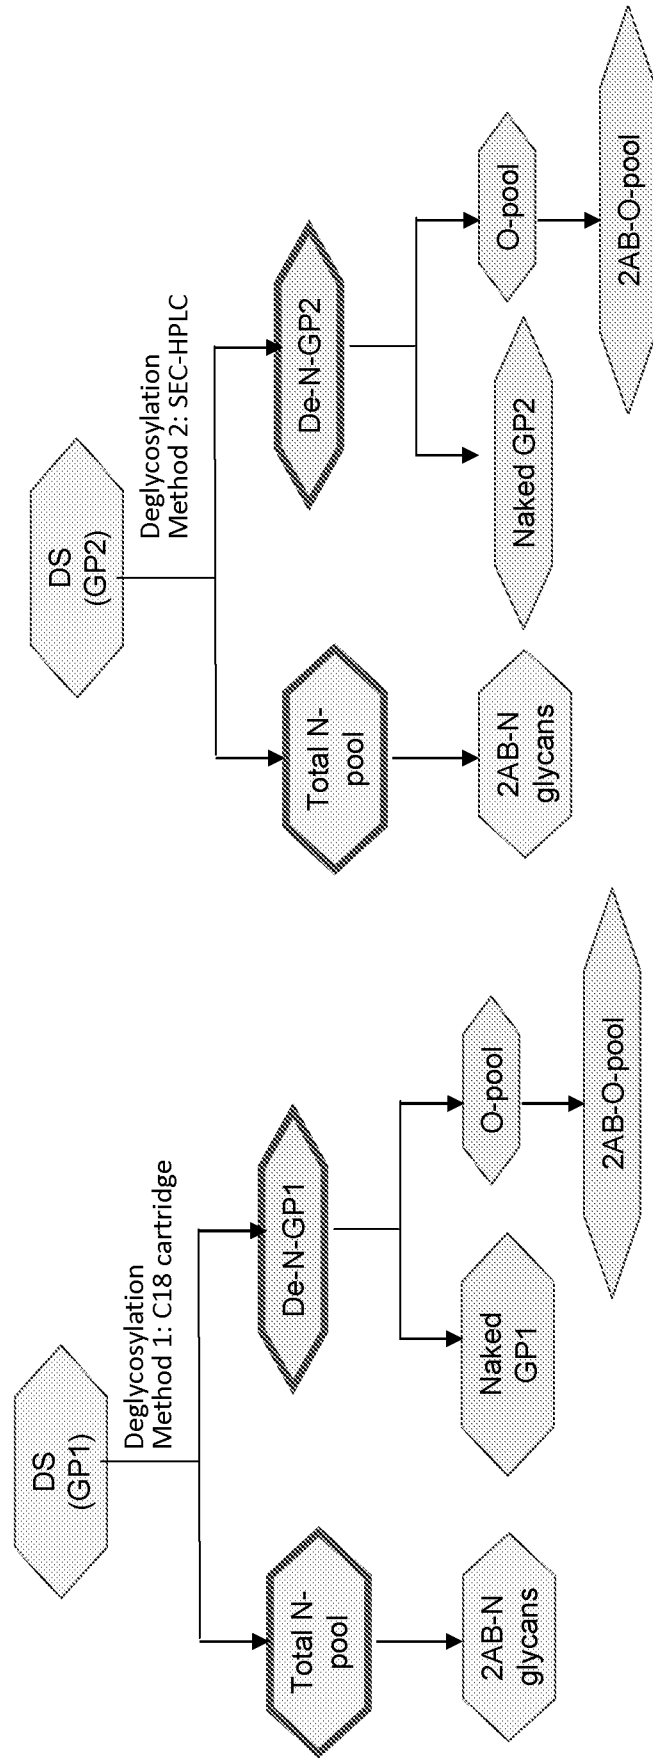 DS
(GP1)
Deglycosylation
Method 1: C18 cartridge
Total N-
pool
De-N-GP1
2AB-N
glycans
Naked
GP1
O-pool
2AB-O-pool
DS
(GP2)
Deglycosylation
Method 2: SEC-HPLC
Total N-
pool
De-N-GP2
2AB-N
glycans
Naked GP2
O-pool
2AB-O-pool